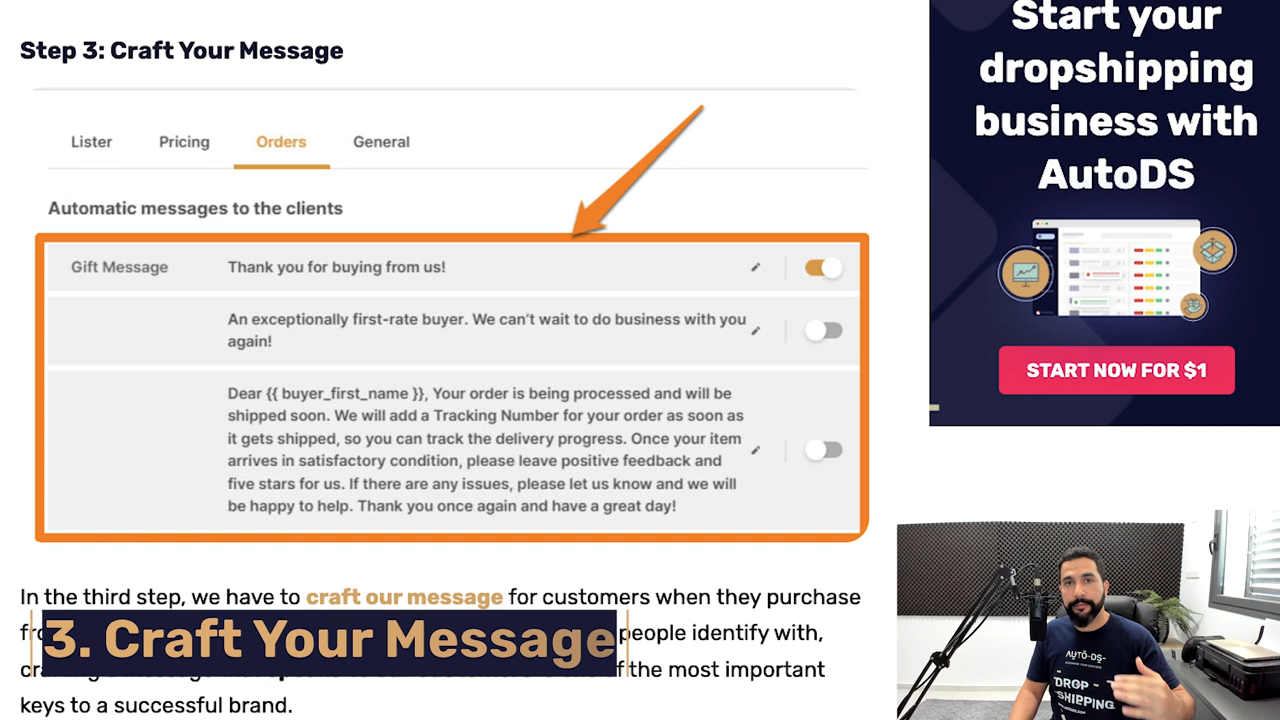 Step 3: Craft Your Message
Lister Pricing Orders General
Automatic messages to the clients
Gift Message Thank you for buying from us!
An exceptionally first-rate buyer. We can't wait to do business with you
again!
Dear {{ buyer_first_name }}, Your order is being processed and will be
shipped soon. We will add a Tracking Number for your order as soon as
it gets shipped, so you can track the delivery progress. Once your item
arrives in satisfactory condition, please leave positive feedback and
five stars for us. If there are any issues, please let us know and we will
be happy to help. Thank you once again and have a great day!
In the third step, we have to craft our message for customers when they purchase
people identify with,
the most important
keys to a successful brand.
3. Craft Your Message
Start your
dropshipping
business with
AutoDS
START NOW FOR $1
AUTO-DS-
DROP
SHIPPING